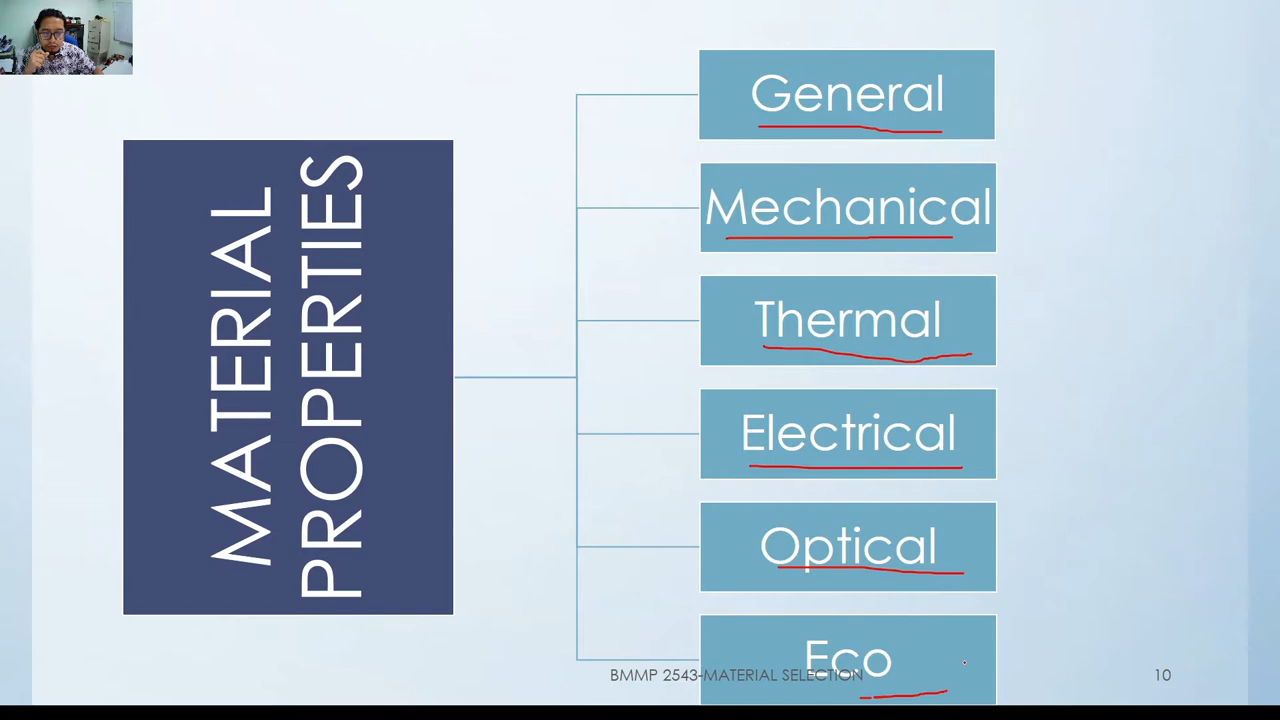 MATERIAL
PROPERTIES
General
Mechanical
Thermal
Electrical
Optical
Eco
BMMP 2543-MATERIAL SELECTION
10